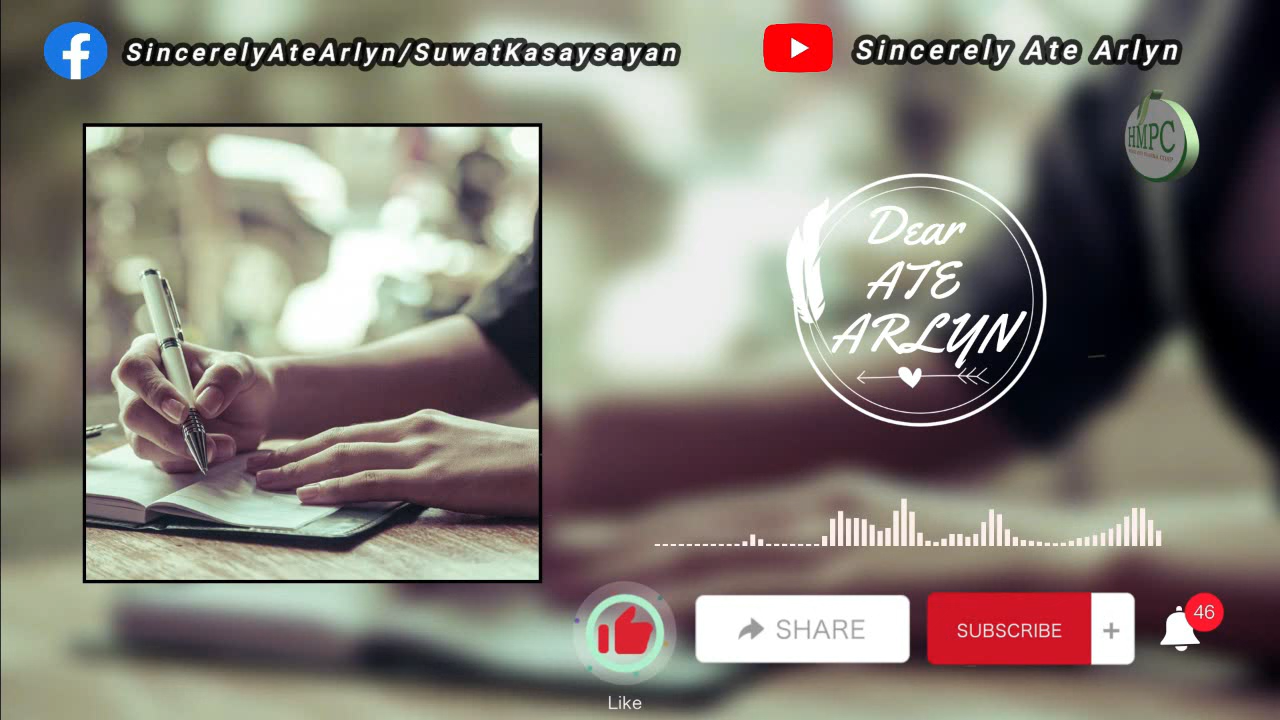 SincerelyAteArlyn/SuwatKasaysayan
Sincerely Ate Arlyn
HMPC
Dear
ATE
ARLYN
SHARE
SUBSCRIBE
+
46
Like